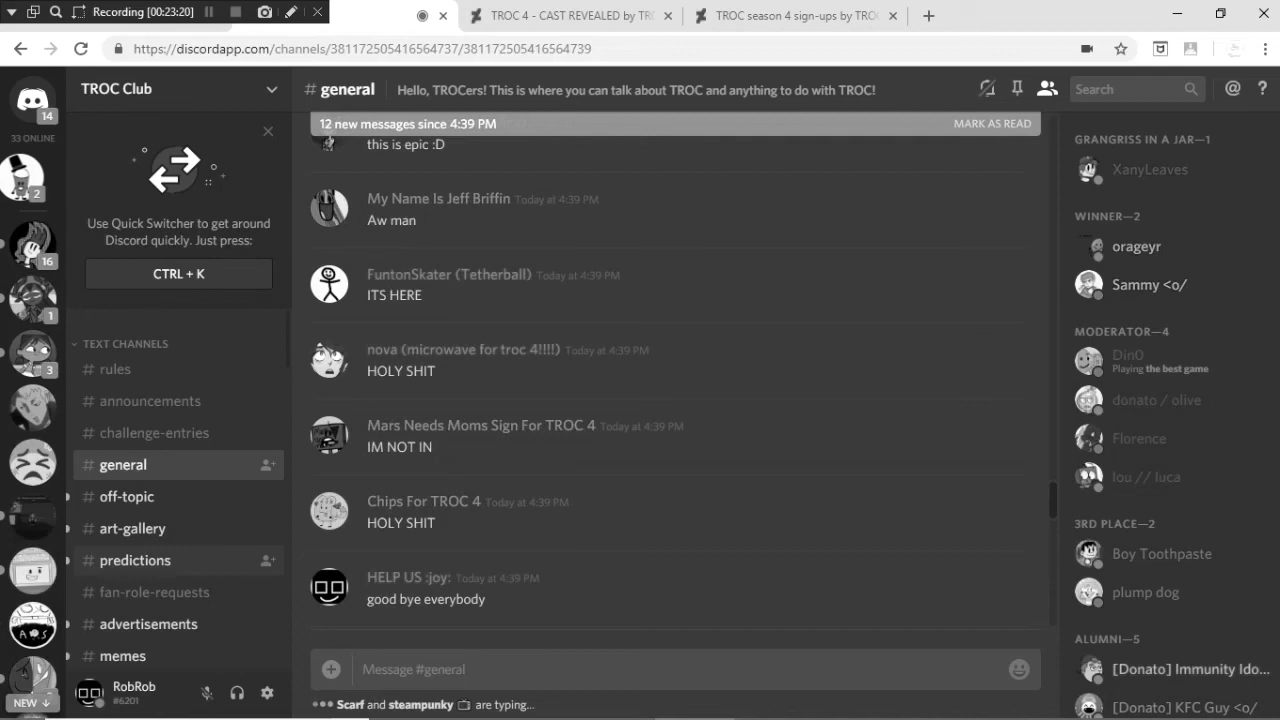 Recording [00:23:20]
TROC 4 - CAST REVEALED by TR
TROC season 4 sign-ups by TROC
https://discordapp.com/channels/381172505416564737/381172505416564739
14
33 ONLINE
2
16
1
3
NEW ↓
TROC Club
Use Quick Switcher to get around
Discord quickly. Just press:
CTRL + K
TEXT CHANNELS
# rules
# announcements
# challenge-entries
# general
# off-topic
# art-gallery
# predictions
# fan-role-requests
# advertisements
# memes
RobRob
#6201
# general
Hello, TROCers! This is where you can talk about TROC and anything to do with TROC!
Search
12 new messages since 4:39 PM
MARK AS READ
this is epic :D
My Name Is Jeff Briffin Today at 4:39 PM
Aw man
FuntonSkater (Tetherball) Today at 4:39 PM
ITS HERE
nova (microwave for troc 4!!!!) Today at 4:39 PM
HOLY SHIT
Mars Needs Moms Sign For TROC 4 Today at 4:39 PM
IM NOT IN
Chips For TROC 4 Today at 4:39 PM
HOLY SHIT
HELP US :joy: Today at 4:39 PM
good bye everybody
Message #general
Scarf and steampunky are typing...
GRANGRISS IN A JAR—1
XanyLeaves
WINNER—2
orageyr
Sammy <o/
MODERATOR—4
Din0
Playing the best game
donato / olive
Florence
lou // luca
3RD PLACE—2
Boy Toothpaste
plump dog
ALUMNI—5
[Donato] Immunity Ido...
[Donato] KFC Guy <o/